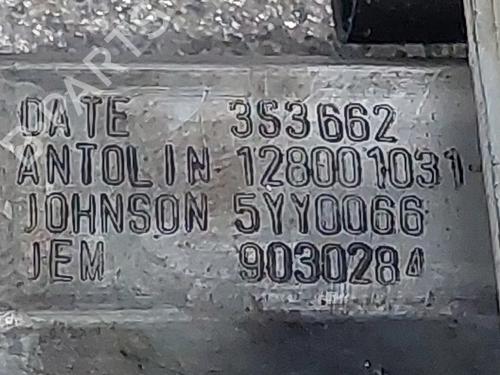 DATE 3S3662
ANTOLIN 128001031
JOHNSON 5YY0066
JEM 9030284